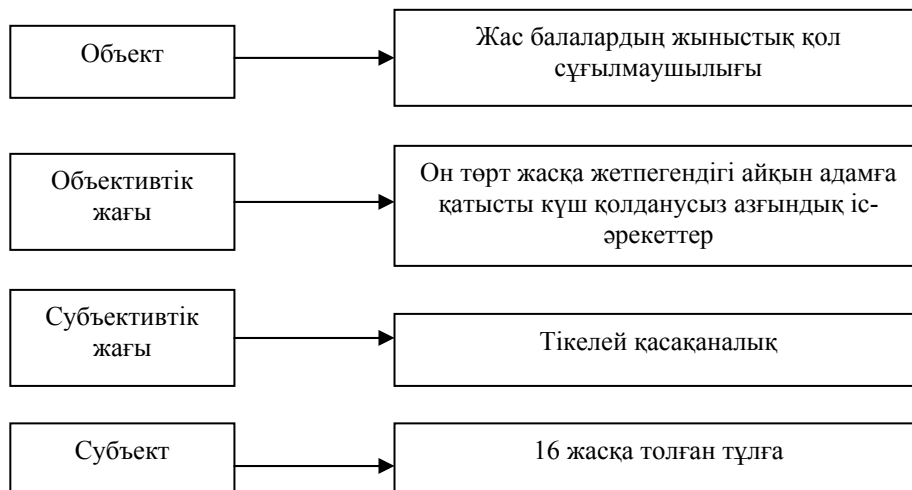 Объект
Жас балалардың жыныстық қол
сұғылмаушылығы
Объективтік
жағы
Он төрт жасқа жетпегендігі айқын адамға
қатысты күш қолданусыз азғындық іс-
әрекеттер
Субъективтік
жағы
Тікелей қасақаналық
Субъект
16 жасқа толған тұлға